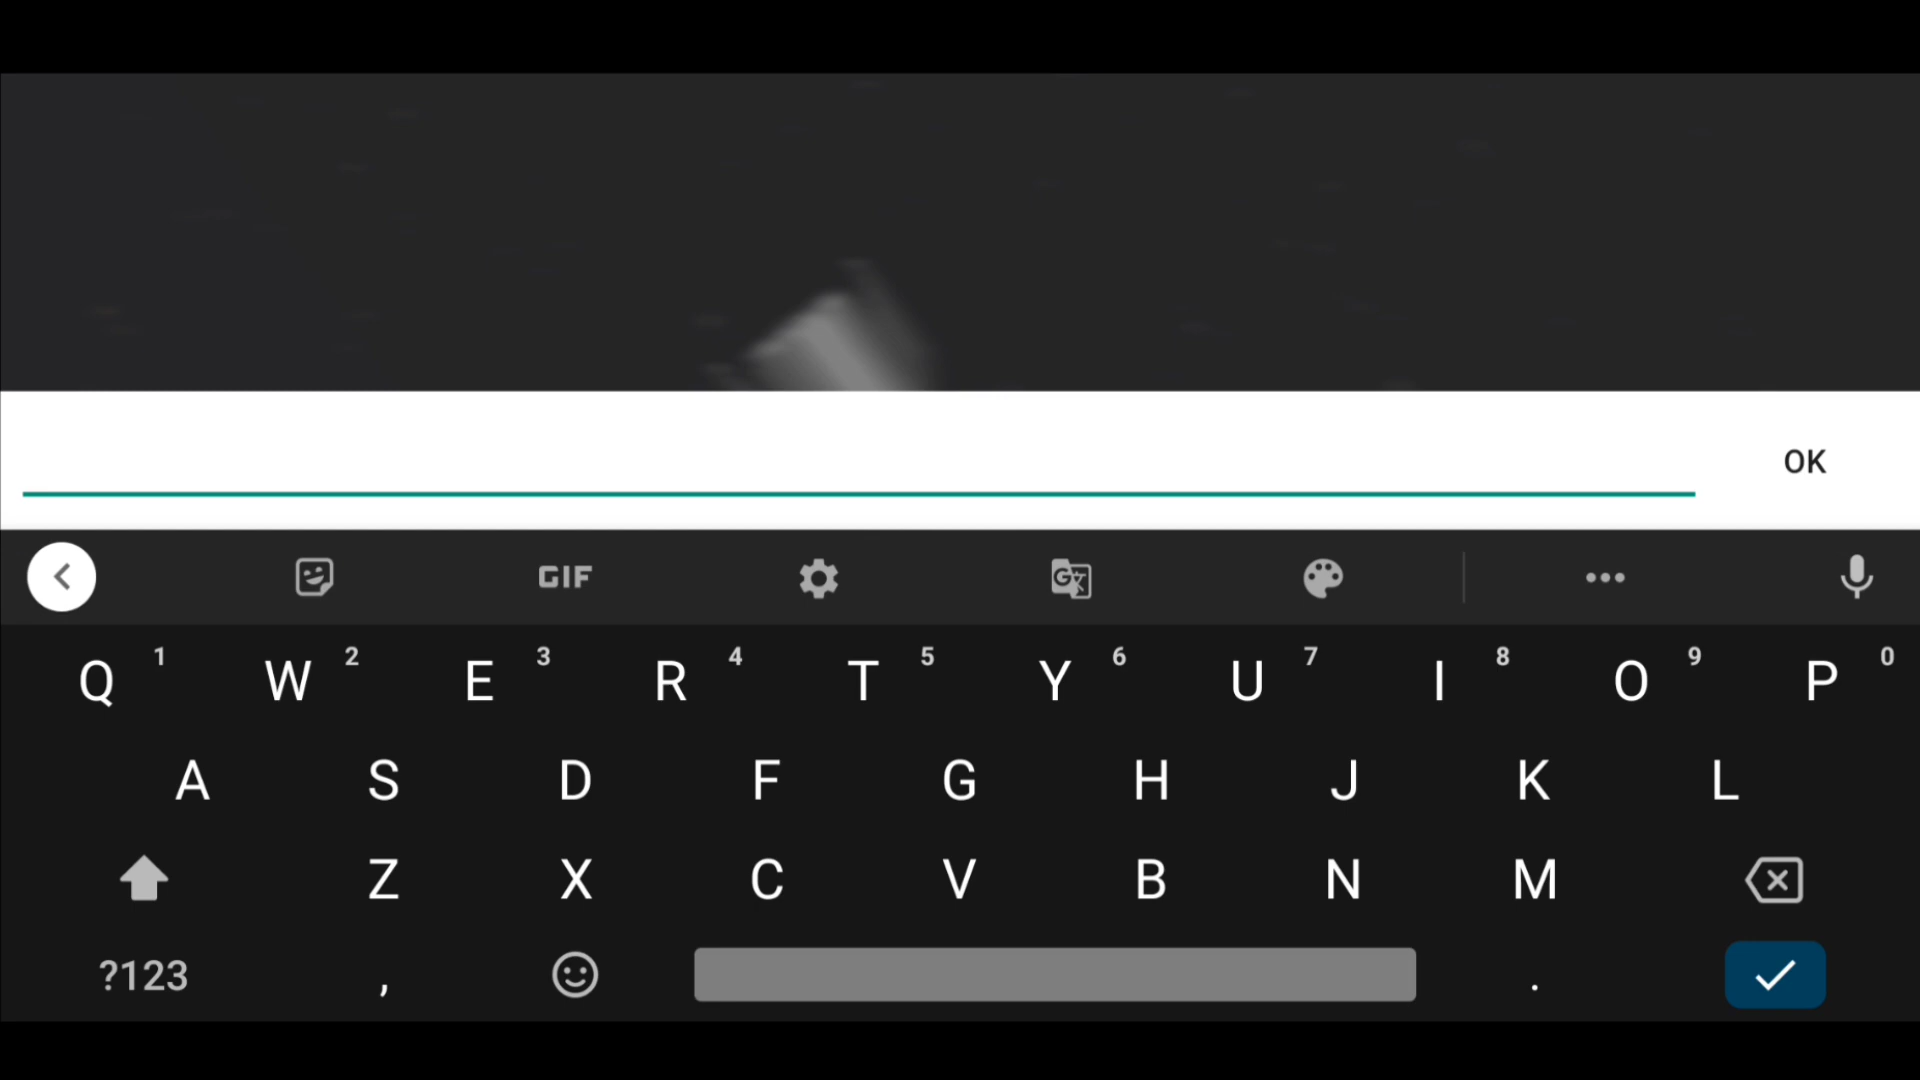 OK
GIF
G
Q 1 W 2 E 3 R 4 T 5 Y 6 U 7 I 8 O 9 P 0
A S D F G H J K L
Z X C V B N M
?123 , .